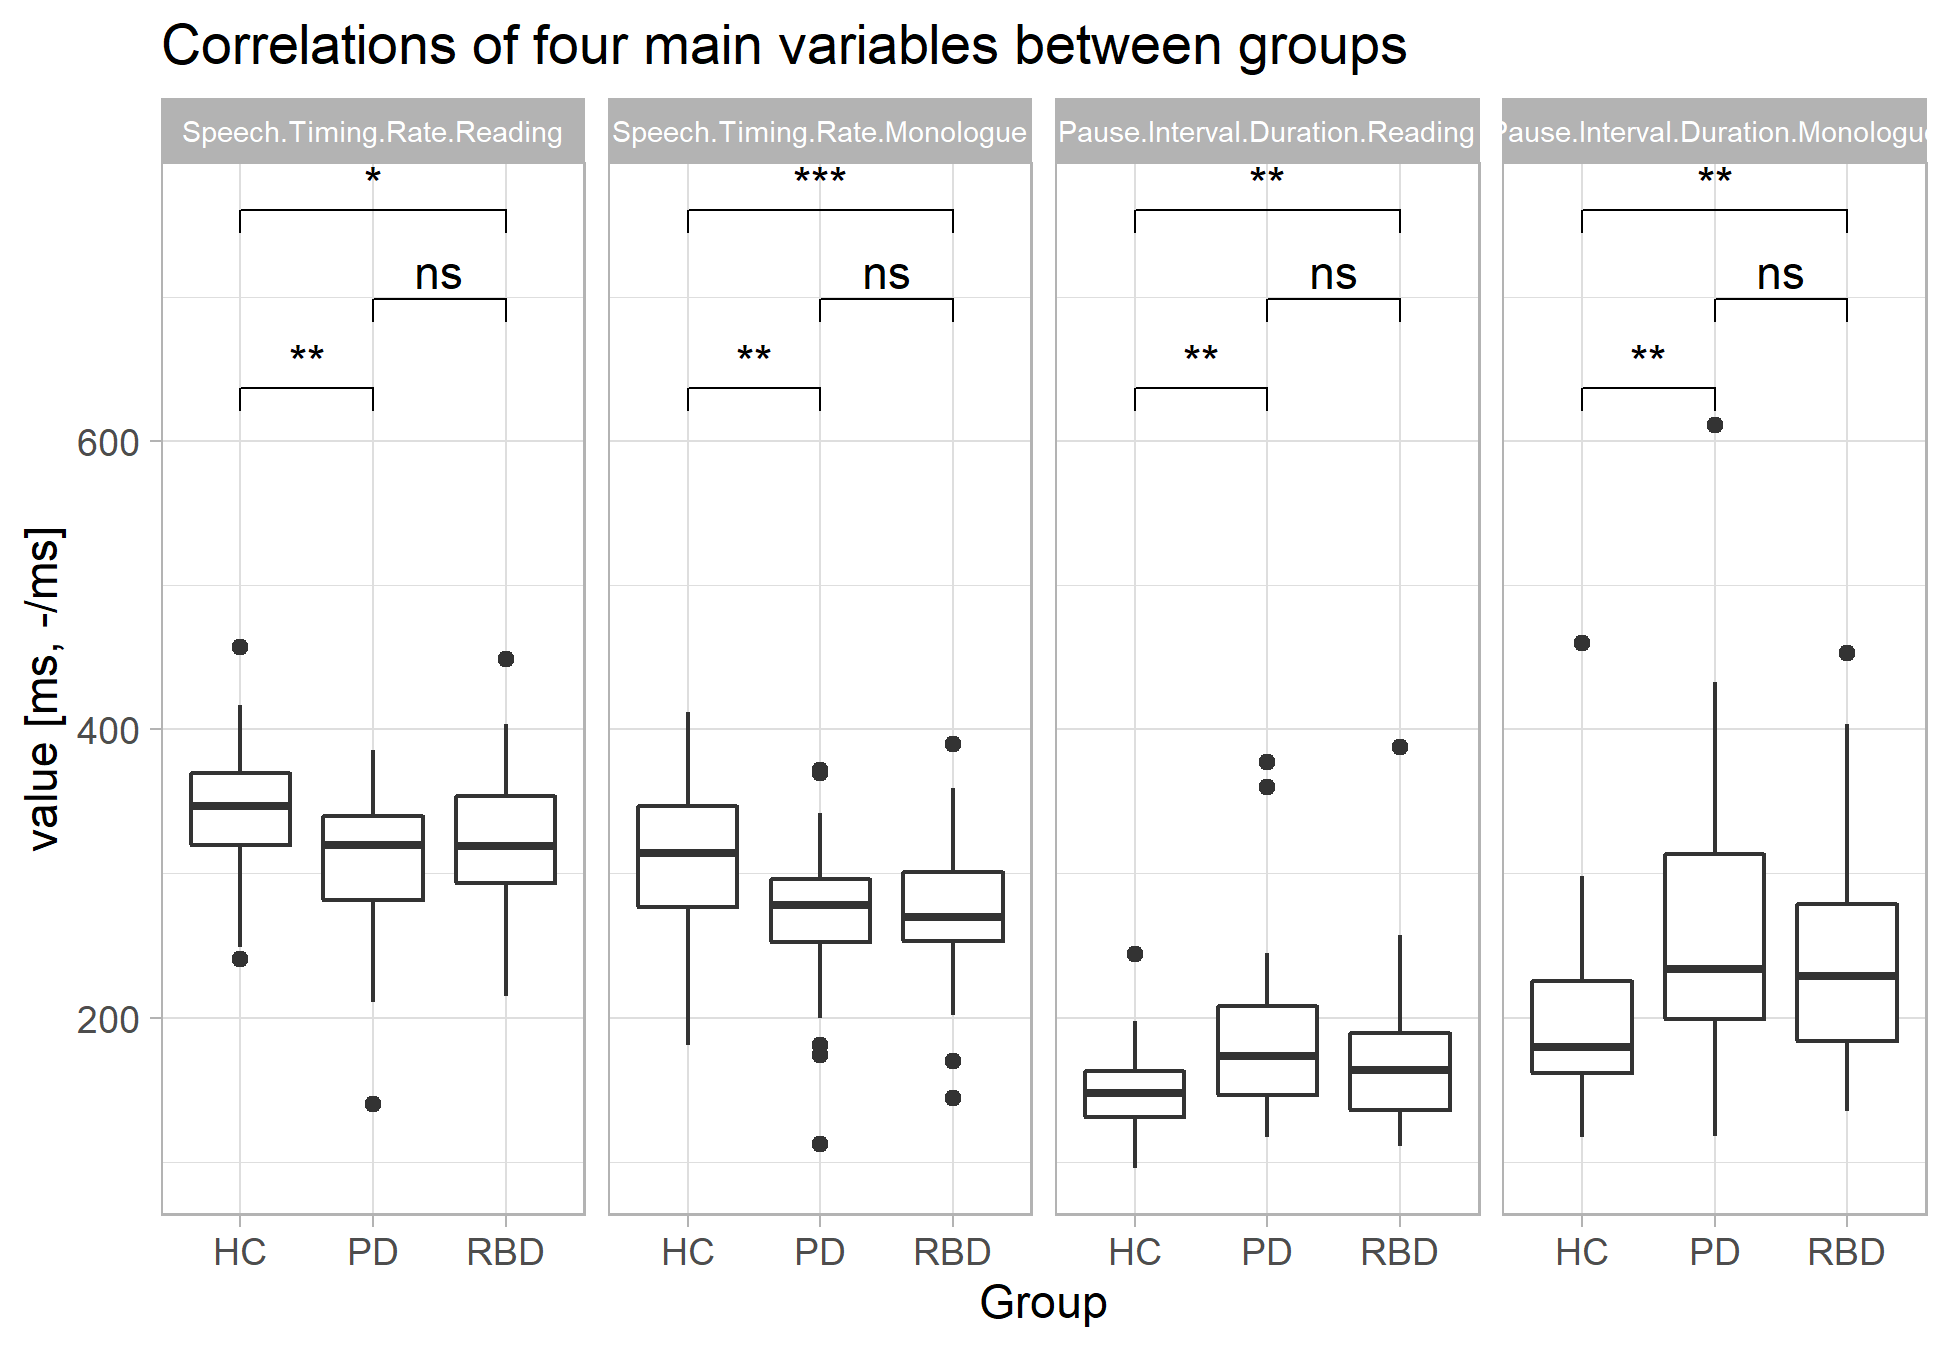 Correlations of four main variables between groups
Speech.Timing.Rate.Reading Speech.Timing.Rate.Monologue Pause.Interval.Duration.Reading Pause.Interval.Duration.Monologue
* *** ** **
ns ns ns ns
** ** ** **
600
400
200
value [ms, -/ms]
HC PD RBD HC PD RBD HC PD RBD HC PD RBD
Group